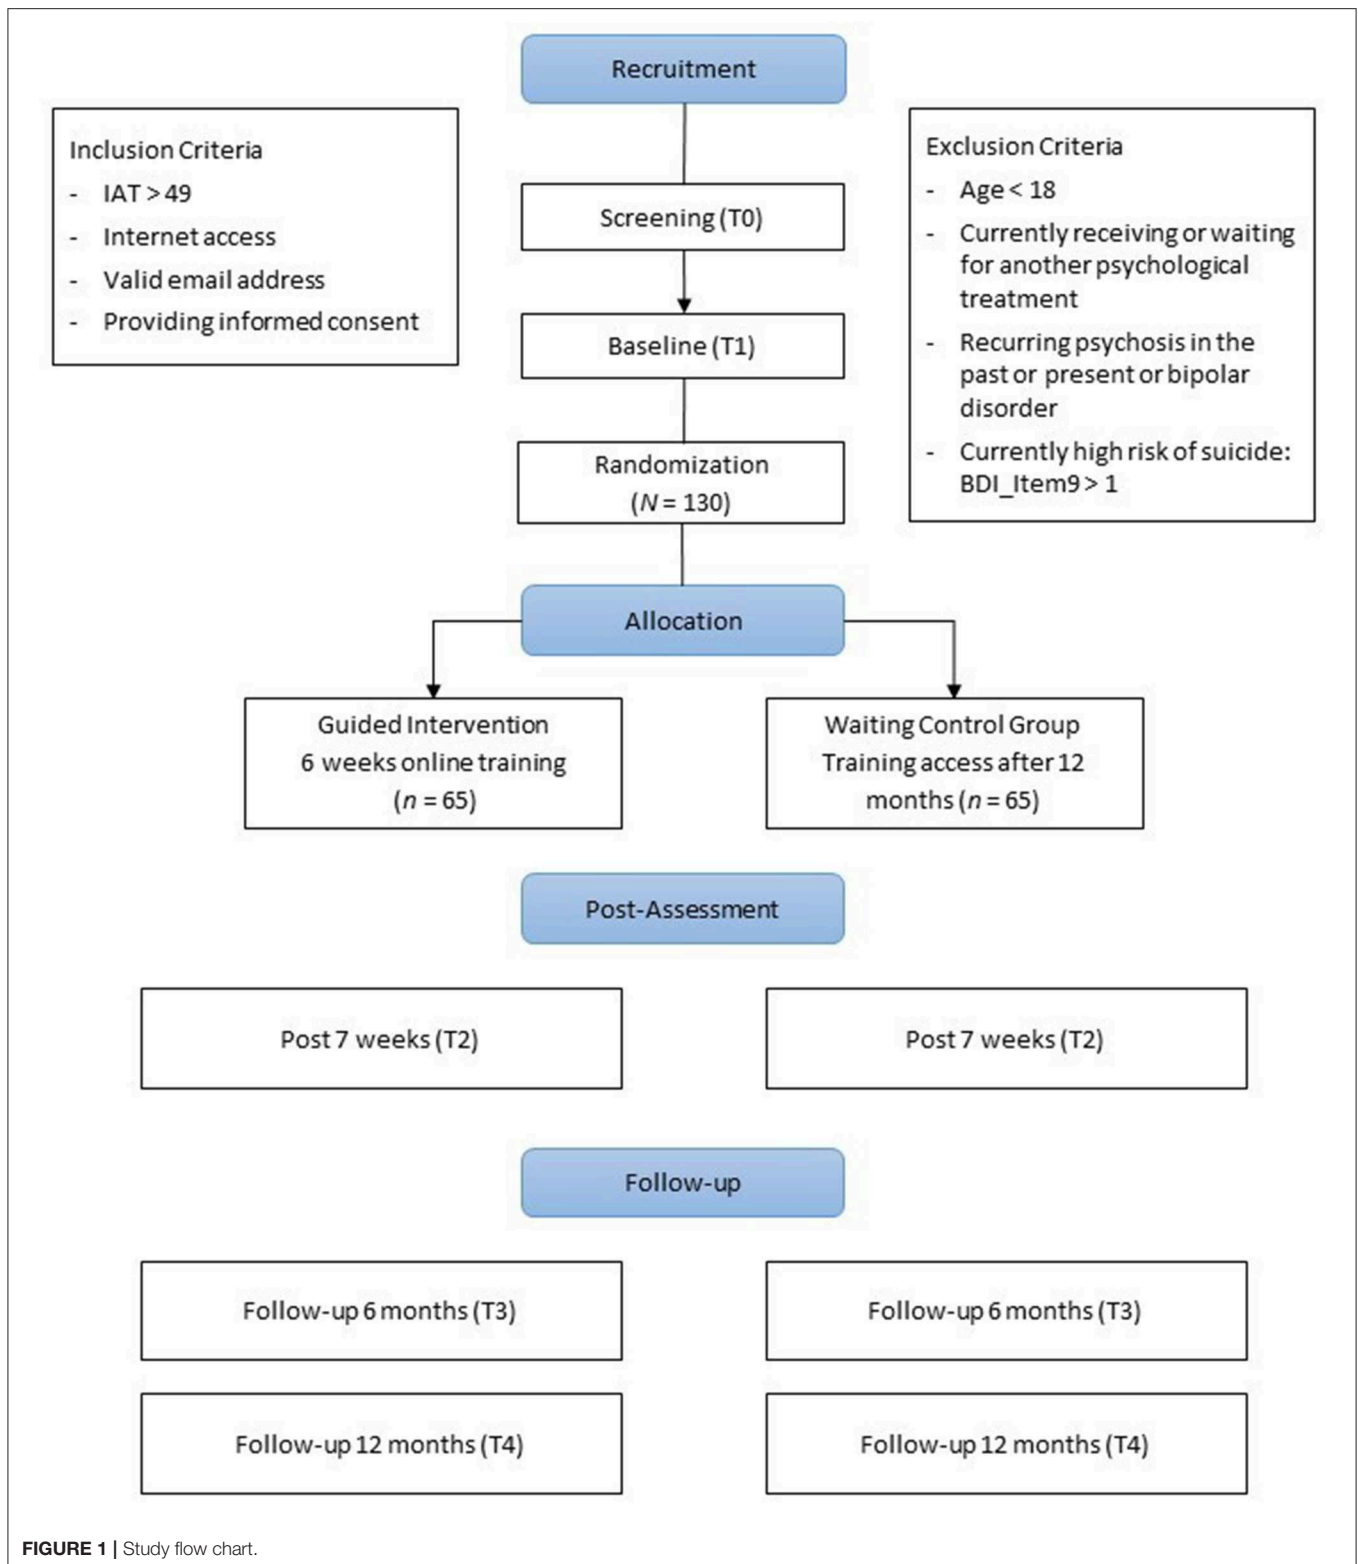 Recruitment
Inclusion Criteria
- IAT > 49
- Internet access
- Valid email address
- Providing informed consent
Exclusion Criteria
- Age < 18
- Currently receiving or waiting
for another psychological
treatment
- Recurring psychosis in the
past or present or bipolar
disorder
- Currently high risk of suicide:
BDI_Item9 > 1
Screening (T0)
Baseline (T1)
Randomization
(N = 130)
Allocation
Guided Intervention
6 weeks online training
(n = 65)
Waiting Control Group
Training access after 12
months (n = 65)
Post-Assessment
Post 7 weeks (T2)
Post 7 weeks (T2)
Follow-up
Follow-up 6 months (T3)
Follow-up 6 months (T3)
Follow-up 12 months (T4)
Follow-up 12 months (T4)
FIGURE 1 | Study flow chart.